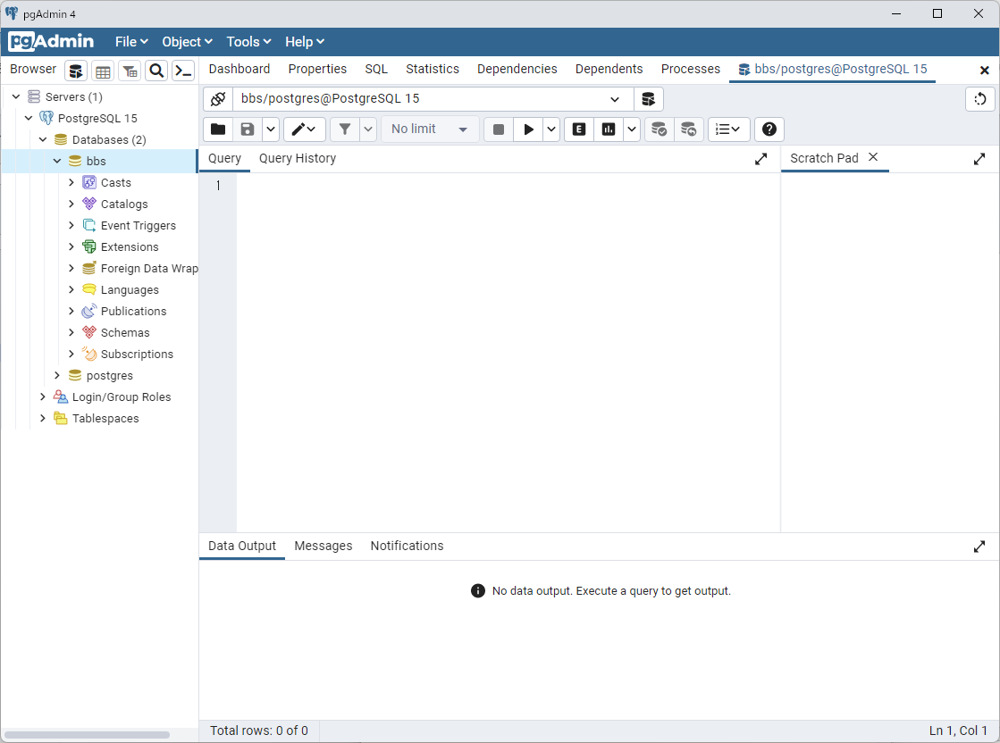 pgAdmin 4
pgAdmin File Object Tools Help
Browser Dashboard Properties SQL Statistics Dependencies Dependents Processes bbs/postgres@PostgreSQL 15
Servers (1)
PostgreSQL 15
Databases (2)
bbs
Casts
Catalogs
Event Triggers
Extensions
Foreign Data Wrap
Languages
Publications
Schemas
Subscriptions
postgres
Login/Group Roles
Tablespaces
bbs/postgres@PostgreSQL 15
No limit E ?
Query Query History Scratch Pad
1
Data Output Messages Notifications
No data output. Execute a query to get output.
Total rows: 0 of 0 Ln 1, Col 1